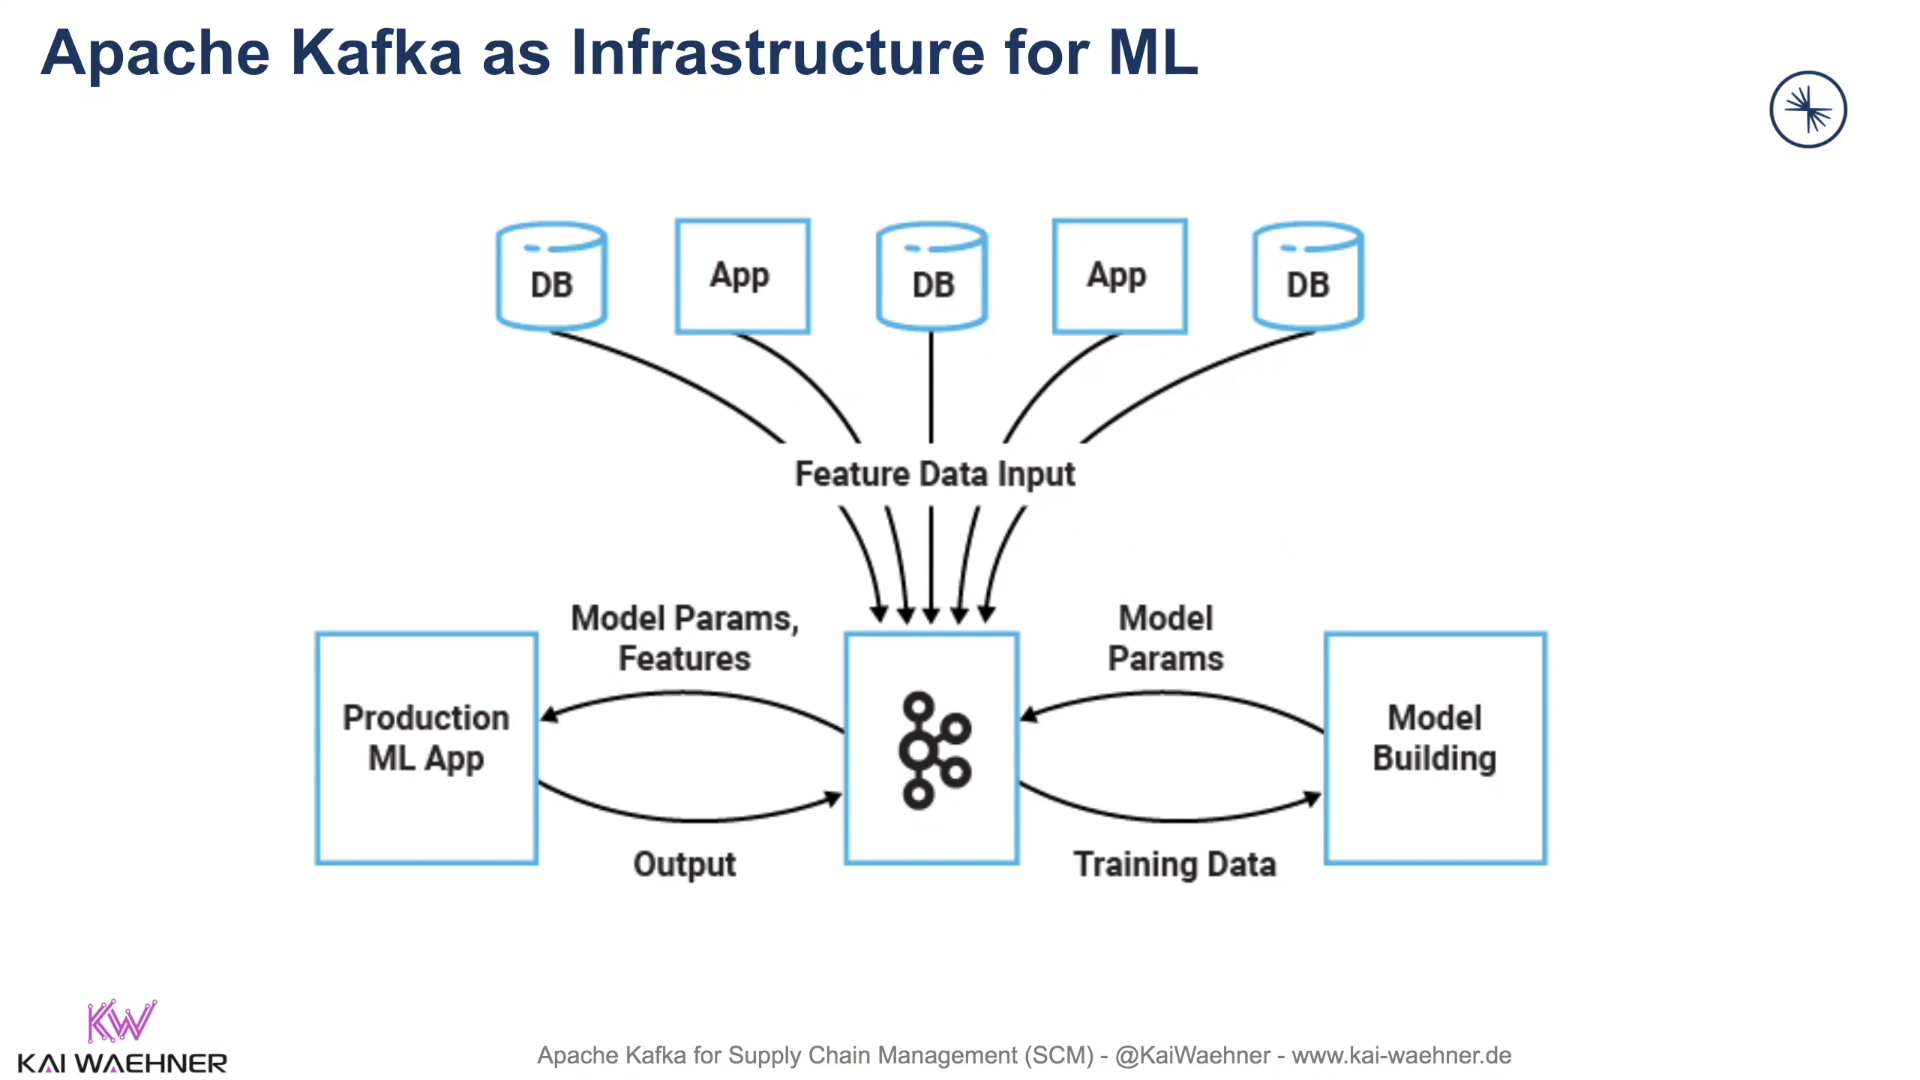 Apache Kafka as Infrastructure for ML
DB
App
DB
App
DB
Feature Data Input
Model Params,
Features
Model
Params
Production
ML App
Model
Building
Output
Training Data
KW
KAI WAEHNER
Apache Kafka for Supply Chain Management (SCM) - @KaiWaehner - www.kai-waehner.de